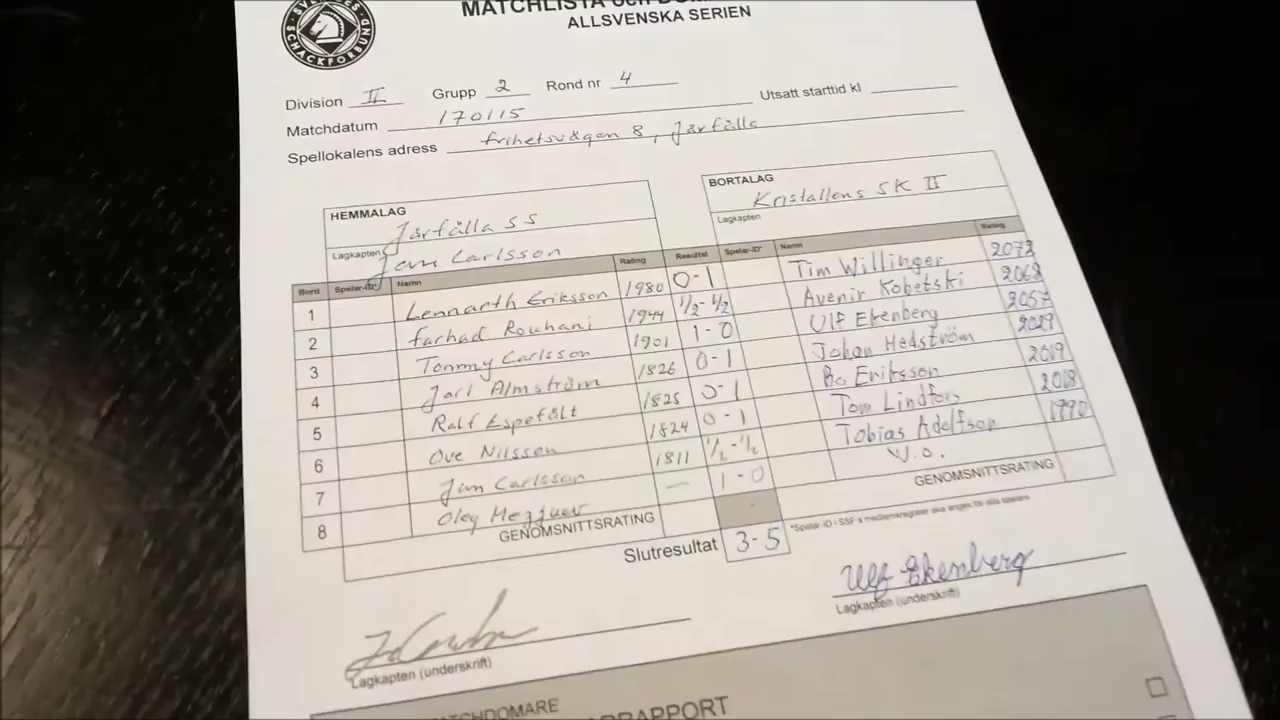 SVERIGES SCHACKFÖRBUND
MATCHLISTA och
ALLSVENSKA SERIEN
Division II Grupp 2 Rond nr 4
Matchdatum 170115 Utsatt starttid kl
Spellokalens adress frihetsvägen 8, Järfälla
HEMMALAG Järfälla SS
Lagkapten Jan Carlsson
BORTALAG Kristallens SK II
Lagkapten
Bord Spelar-ID* Namn Rating Resultat Spelar-ID* Namn Rating
1 Lennarth Eriksson 1980 0-1 Tim Willinger 2072
2 Farhad Rouhani 1944 1/2-1/2 Avenir Kobetski 2062
3 Tommy Carlsson 1901 1-0 Ulf Ekenberg 2057
4 Jarl Almström 1826 0-1 Johan Hedström 2029
5 Ralf Espefält 1825 0-1 Bo Eriksson 2019
6 Ove Nilsson 1824 0-1 Tom Lindfors 2018
7 Jan Carlsson 1811 1/2-1/2 Tobias Adolfson 1990
8 Oleg — 1-0 W.O.
GENOMSNITTSRATING GENOMSNITTSRATING
*Spelar-ID i SSF:s medlemsregister ska anges för alla spelare
Slutresultat 3-5
Ulf Ekenberg
Lagkapten (underskrift)
Lagkapten (underskrift)
MATCHDOMARE
RAPPORT